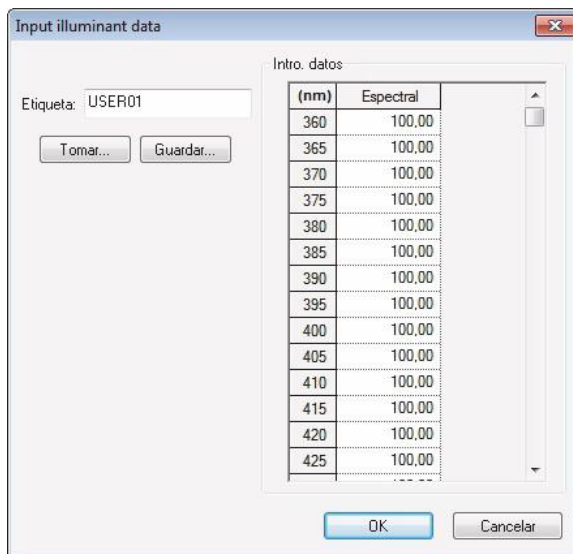 Input illuminant data
Intro. datos
Etiqueta: USER01
Tomar... Guardar...
(nm) Espectral
360 100,00
365 100,00
370 100,00
375 100,00
380 100,00
385 100,00
390 100,00
395 100,00
400 100,00
405 100,00
410 100,00
415 100,00
420 100,00
425 100,00
OK Cancelar